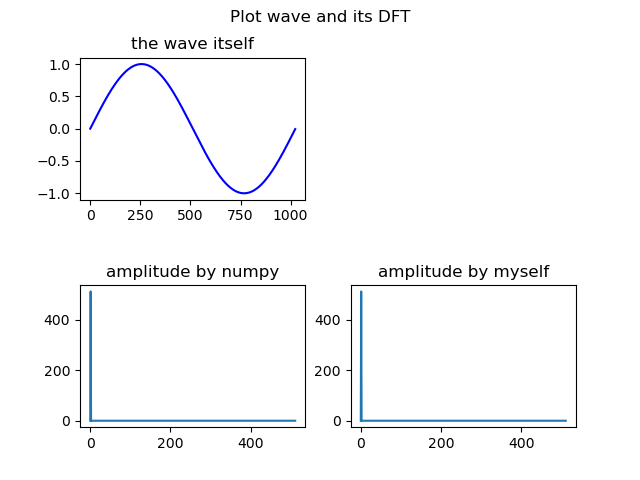 Plot wave and its DFT
the wave itself
1.0
0.5
0.0
−0.5
−1.0
0 250 500 750 1000
amplitude by numpy
400
200
0
0 200 400
amplitude by myself
400
200
0
0 200 400